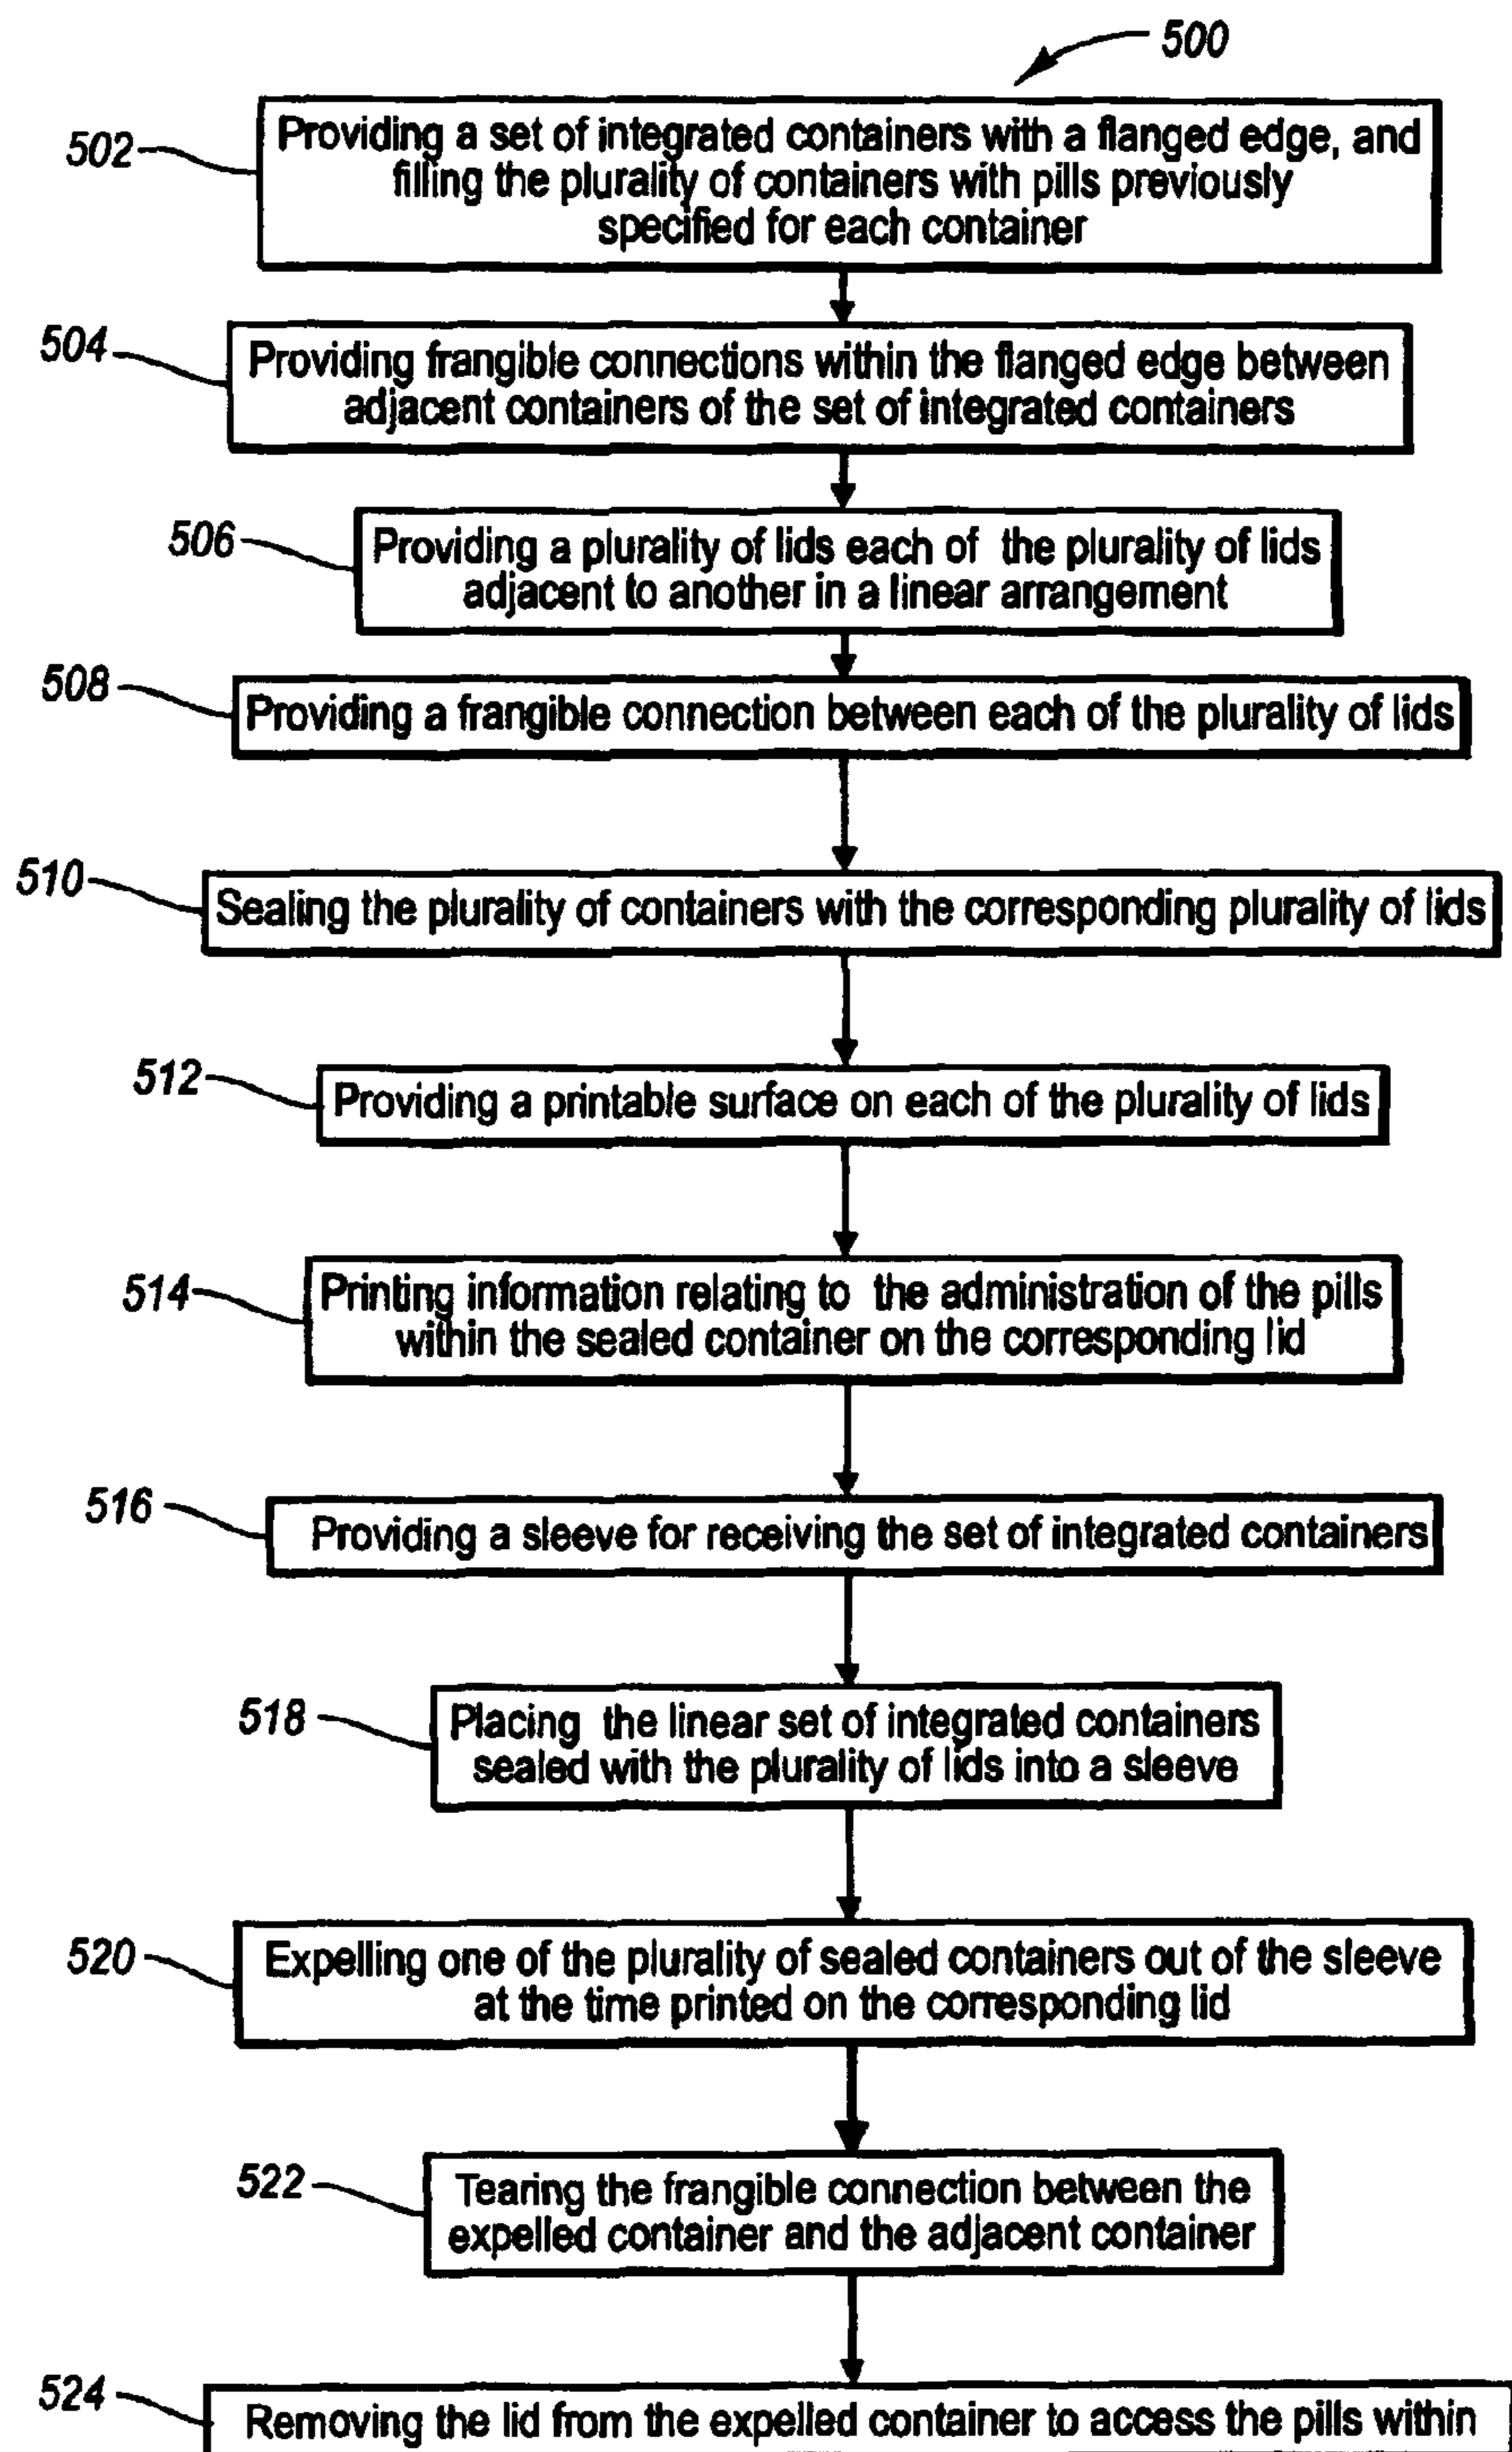 500
502
Providing a set of integrated containers with a flanged edge, and
filling the plurality of containers with pills previously
specified for each container
504
Providing frangible connections within the flanged edge between
adjacent containers of the set of integrated containers
506
Providing a plurality of lids each of the plurality of lids
adjacent to another in a linear arrangement
508
Providing a frangible connection between each of the plurality of lids
510
Sealing the plurality of containers with the corresponding plurality of lids
512
Providing a printable surface on each of the plurality of lids
514
Printing information relating to the administration of the pills
within the sealed container on the corresponding lid
516
Providing a sleeve for receiving the set of integrated containers
518
Placing the linear set of integrated containers
sealed with the plurality of lids into a sleeve
520
Expelling one of the plurality of sealed containers out of the sleeve
at the time printed on the corresponding lid
522
Tearing the frangible connection between the
expelled container and the adjacent container
524
Removing the lid from the expelled container to access the pills within